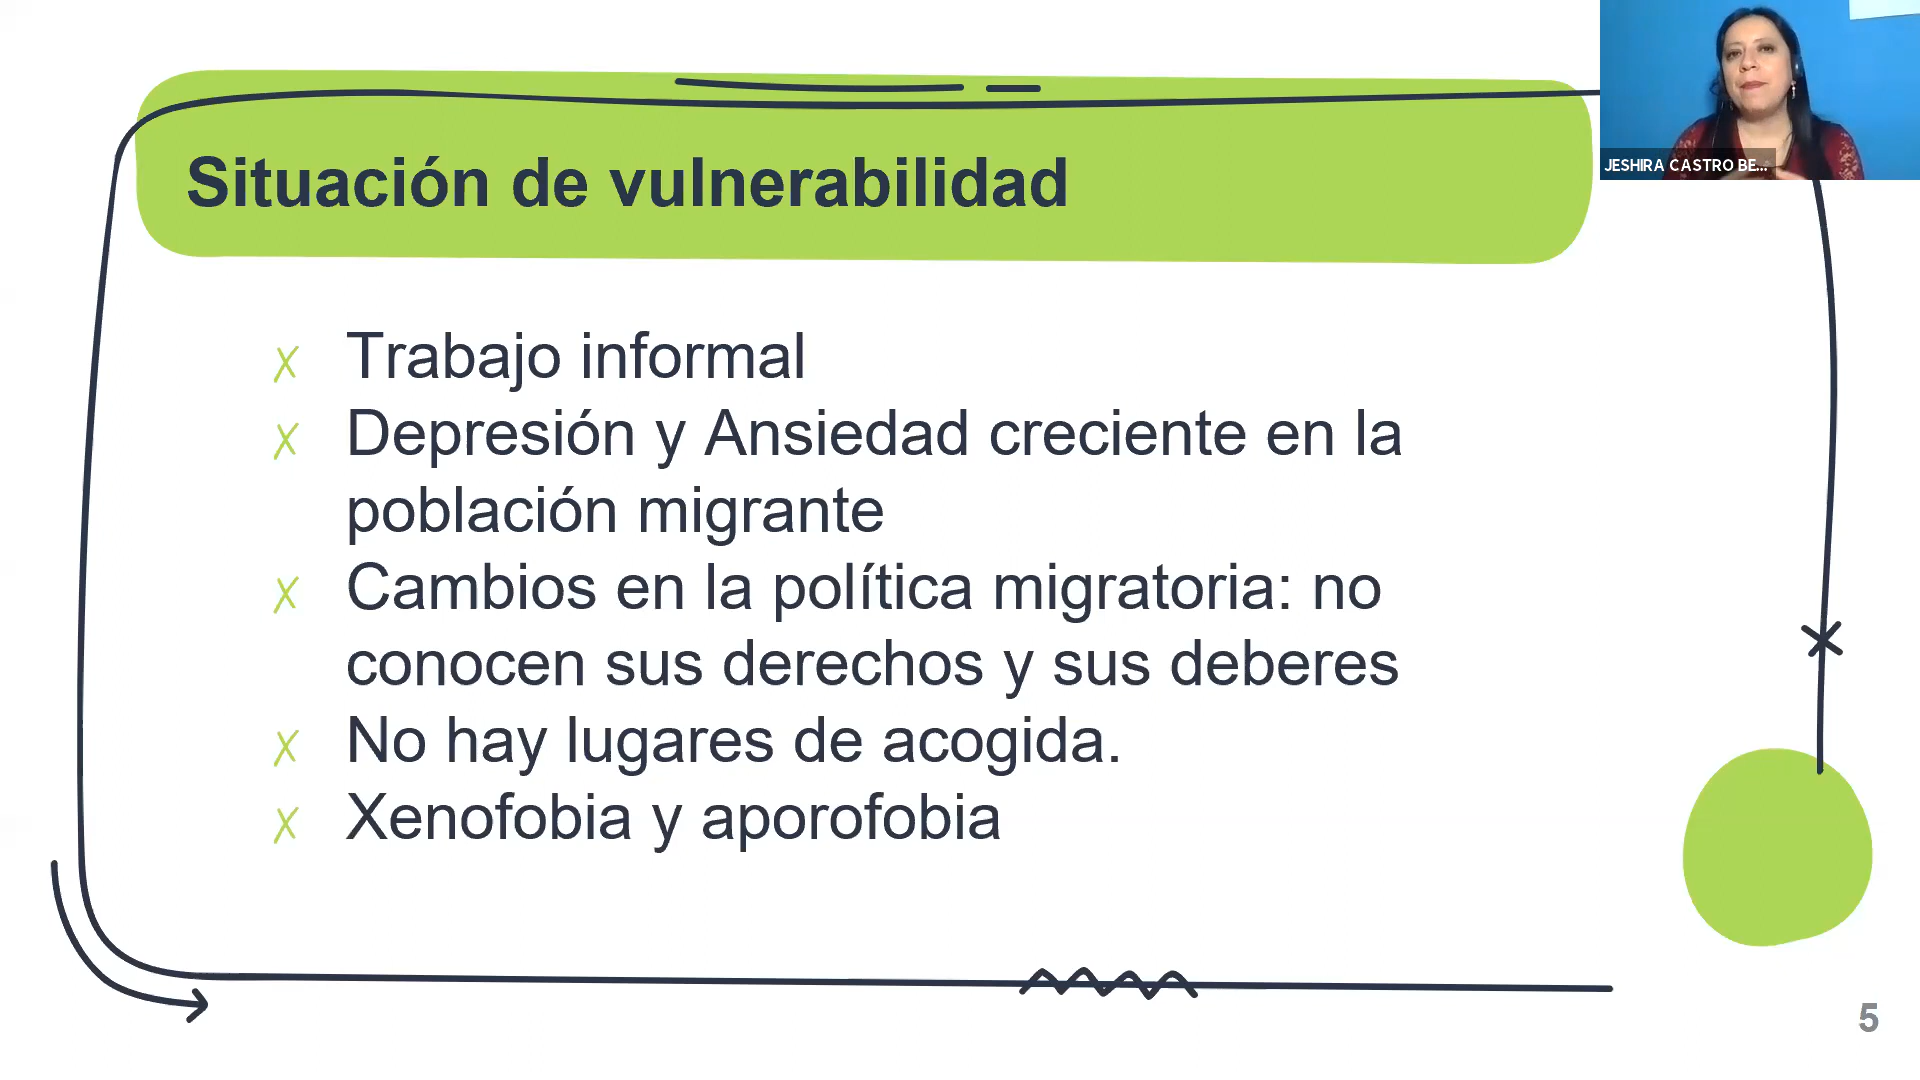 Situación de vulnerabilidad
JESHIRA CASTRO BE...
Trabajo informal
Depresión y Ansiedad creciente en la
población migrante
Cambios en la política migratoria: no
conocen sus derechos y sus deberes
No hay lugares de acogida.
Xenofobia y aporofobia
5